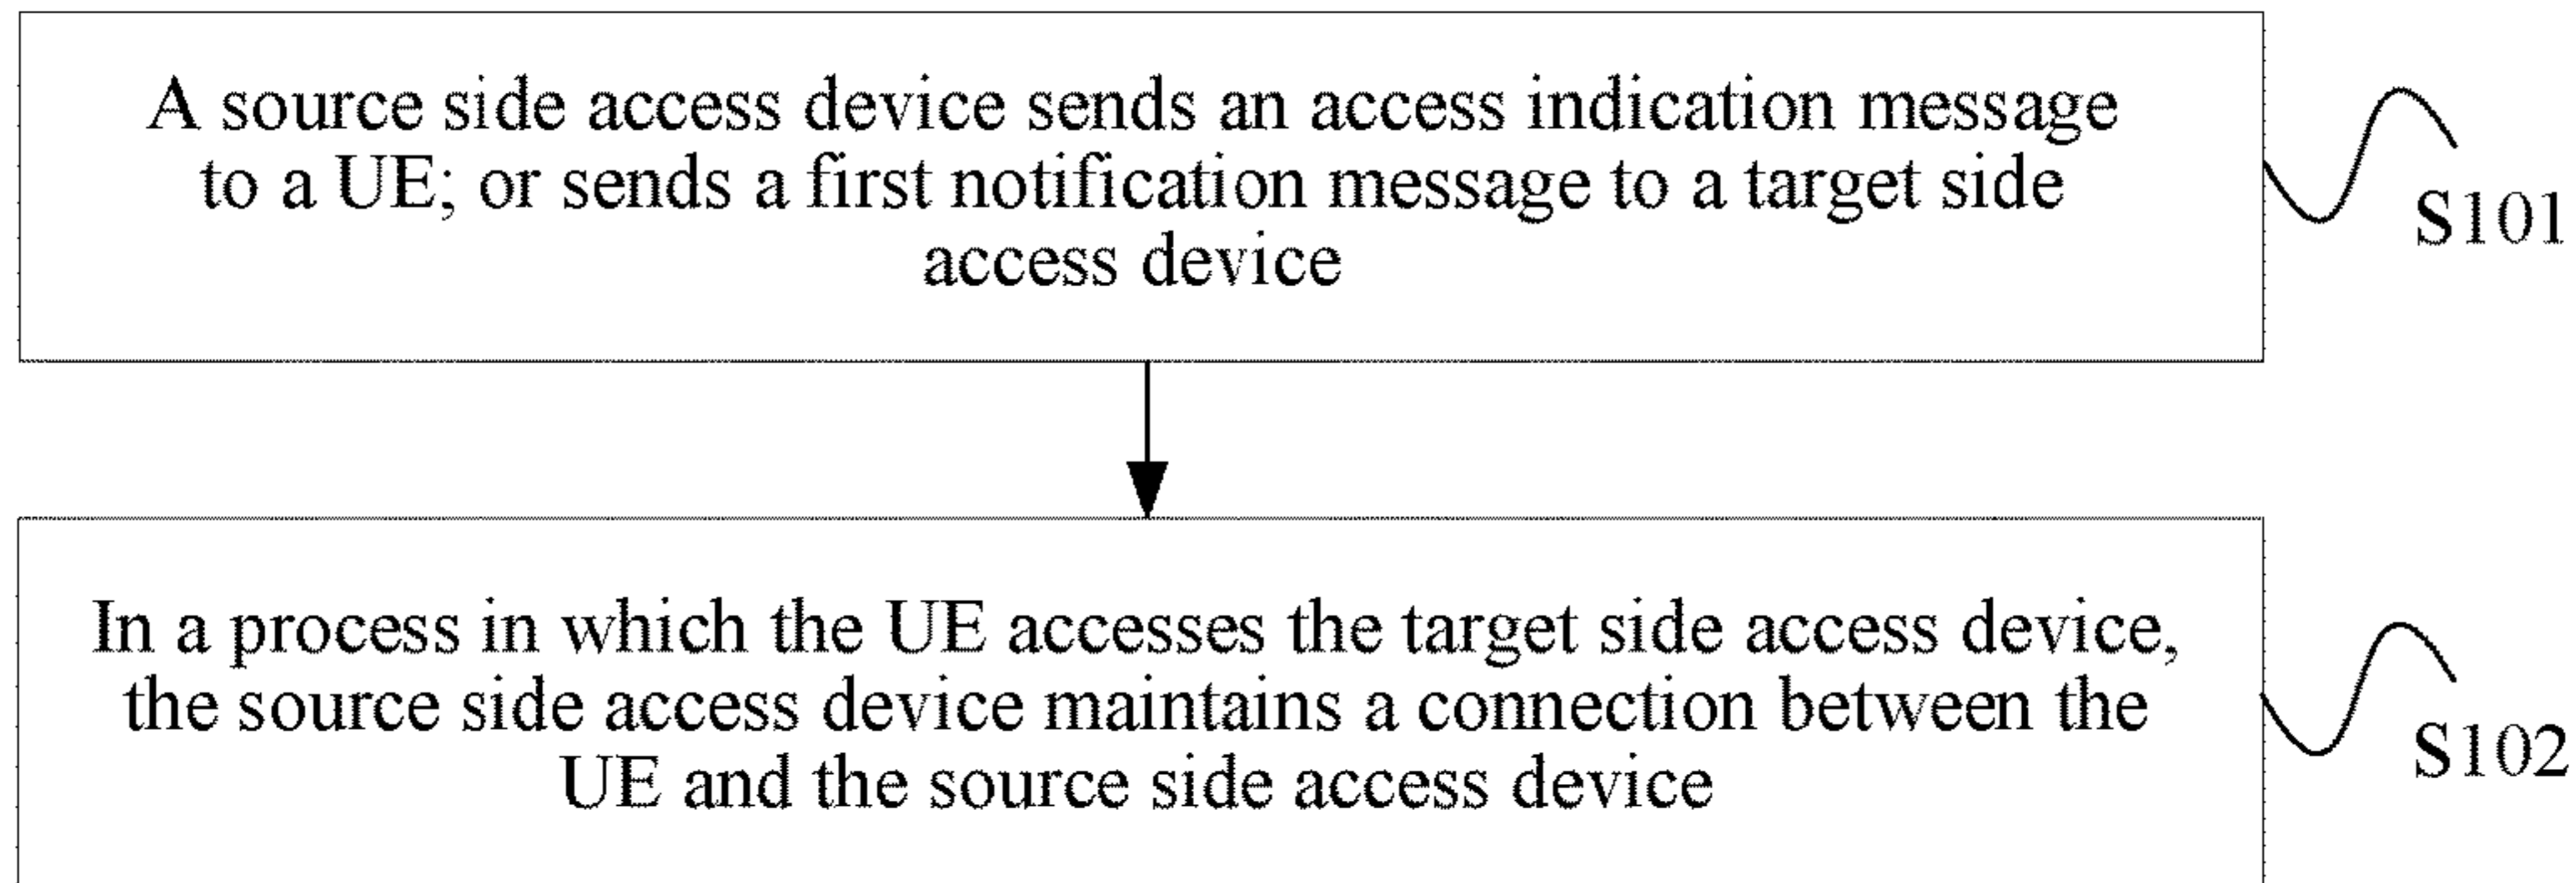 A source side access device sends an access indication message
to a UE; or sends a first notification message to a target side
access device
S101
In a process in which the UE accesses the target side access device,
the source side access device maintains a connection between the
UE and the source side access device
S102